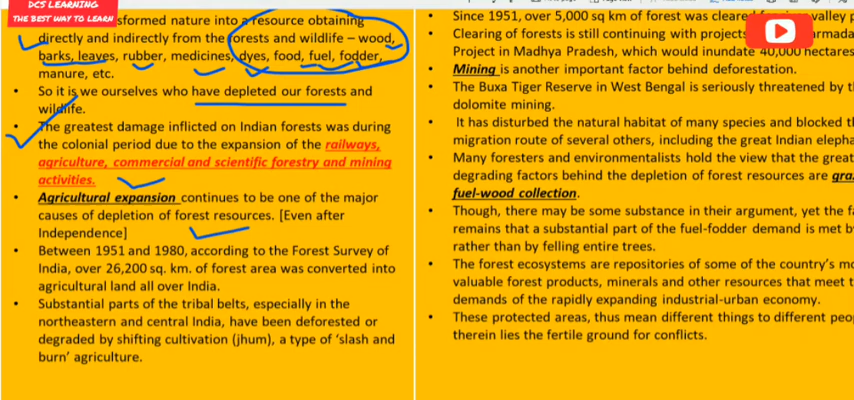 DCS LEARNING
THE BEST WAY TO LEARN
sformed nature into a resource obtaining
directly and indirectly from the forests and wildlife – wood,
barks, leaves, rubber, medicines, dyes, food, fuel, fodder,
manure, etc.
• So it is we ourselves who have depleted our forests and
wildlife.
• The greatest damage inflicted on Indian forests was during
the colonial period due to the expansion of the railways,
agriculture, commercial and scientific forestry and mining
activities.
• Agricultural expansion continues to be one of the major
causes of depletion of forest resources. [Even after
Independence]
• Between 1951 and 1980, according to the Forest Survey of
India, over 26,200 sq. km. of forest area was converted into
agricultural land all over India.
• Substantial parts of the tribal belts, especially in the
northeastern and central India, have been deforested or
degraded by shifting cultivation (jhum), a type of ‘slash and
burn’ agriculture.
• Since 1951, over 5,000 sq km of forest was cleared valley p
• Clearing of forests is still continuing with projects armada
Project in Madhya Pradesh, which would inundate 40,000 hectares
• Mining is another important factor behind deforestation.
• The Buxa Tiger Reserve in West Bengal is seriously threatened by t
dolomite mining.
• It has disturbed the natural habitat of many species and blocked t
migration route of several others, including the great Indian elepha
• Many foresters and environmentalists hold the view that the great
degrading factors behind the depletion of forest resources are gra
fuel-wood collection.
• Though, there may be some substance in their argument, yet the fa
remains that a substantial part of the fuel-fodder demand is met b
rather than by felling entire trees.
• The forest ecosystems are repositories of some of the country’s mo
valuable forest products, minerals and other resources that meet t
demands of the rapidly expanding industrial-urban economy.
• These protected areas, thus mean different things to different peop
therein lies the fertile ground for conflicts.